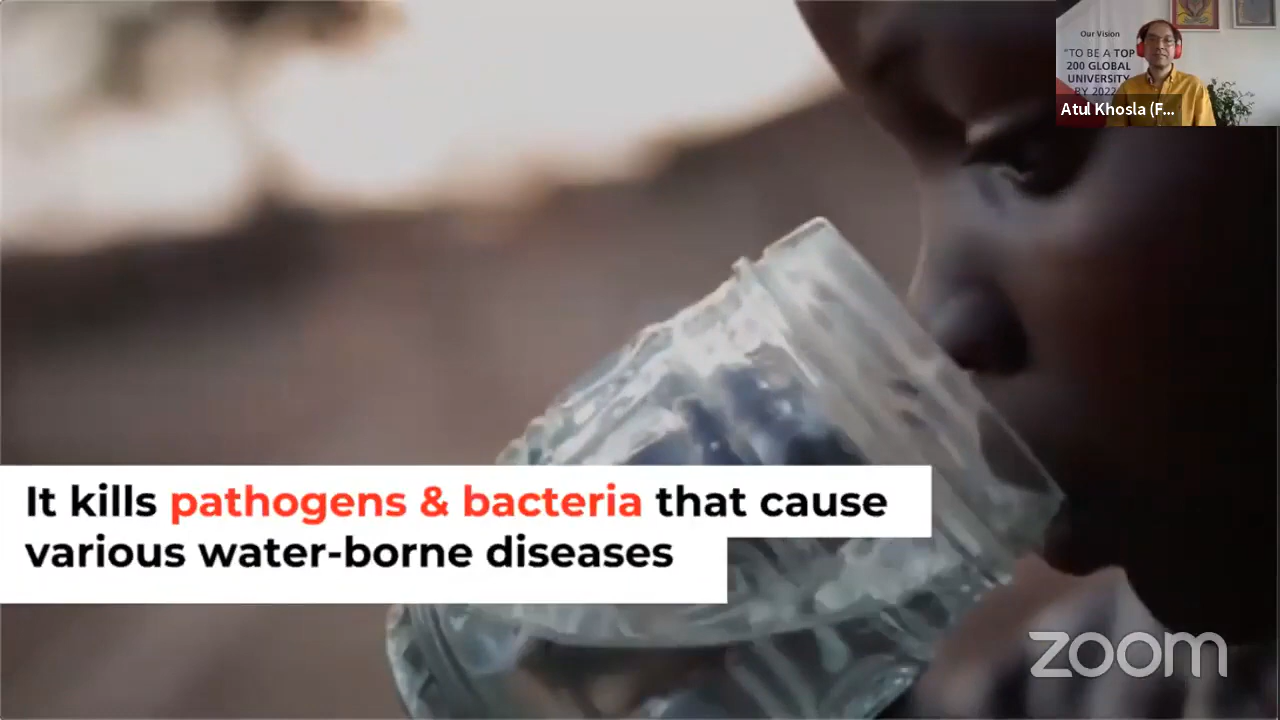 Our Vision
"TO BE A TOP
200 GLOBAL
UNIVERSITY
BY 2022
Atul Khosla (F...
It kills pathogens & bacteria that cause
various water-borne diseases
zoom